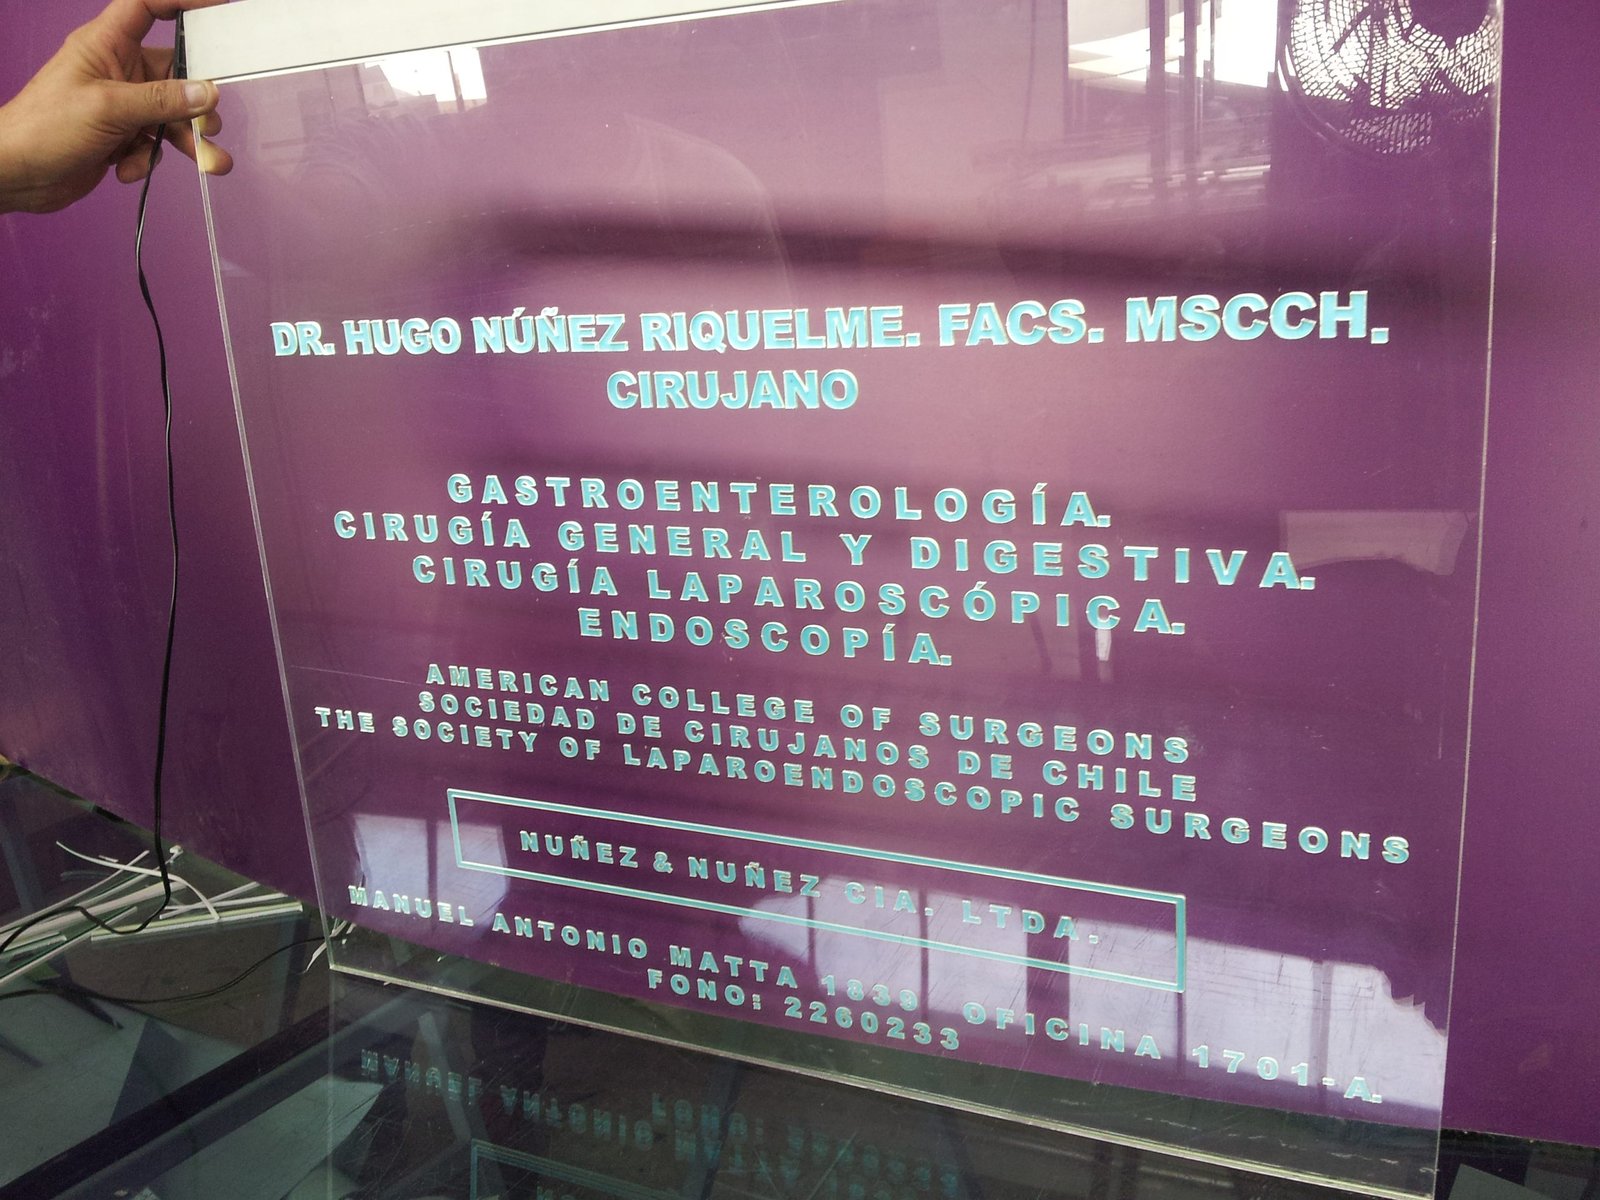 DR. HUGO NÚÑEZ RIQUELME. FACS. MSCCH.
CIRUJANO
GASTROENTEROLOGÍA.
CIRUGÍA GENERAL Y DIGESTIVA.
CIRUGÍA LAPAROSCÓPICA.
ENDOSCOPÍA.
AMERICAN COLLEGE OF SURGEONS
SOCIEDAD DE CIRUJANOS DE CHILE
THE SOCIETY OF LAPAROENDOSCOPIC SURGEONS
NUÑEZ & NUÑEZ CIA. LTDA.
MANUEL ANTONIO MATTA 1839 OFICINA 1701-A.
FONO: 2260233